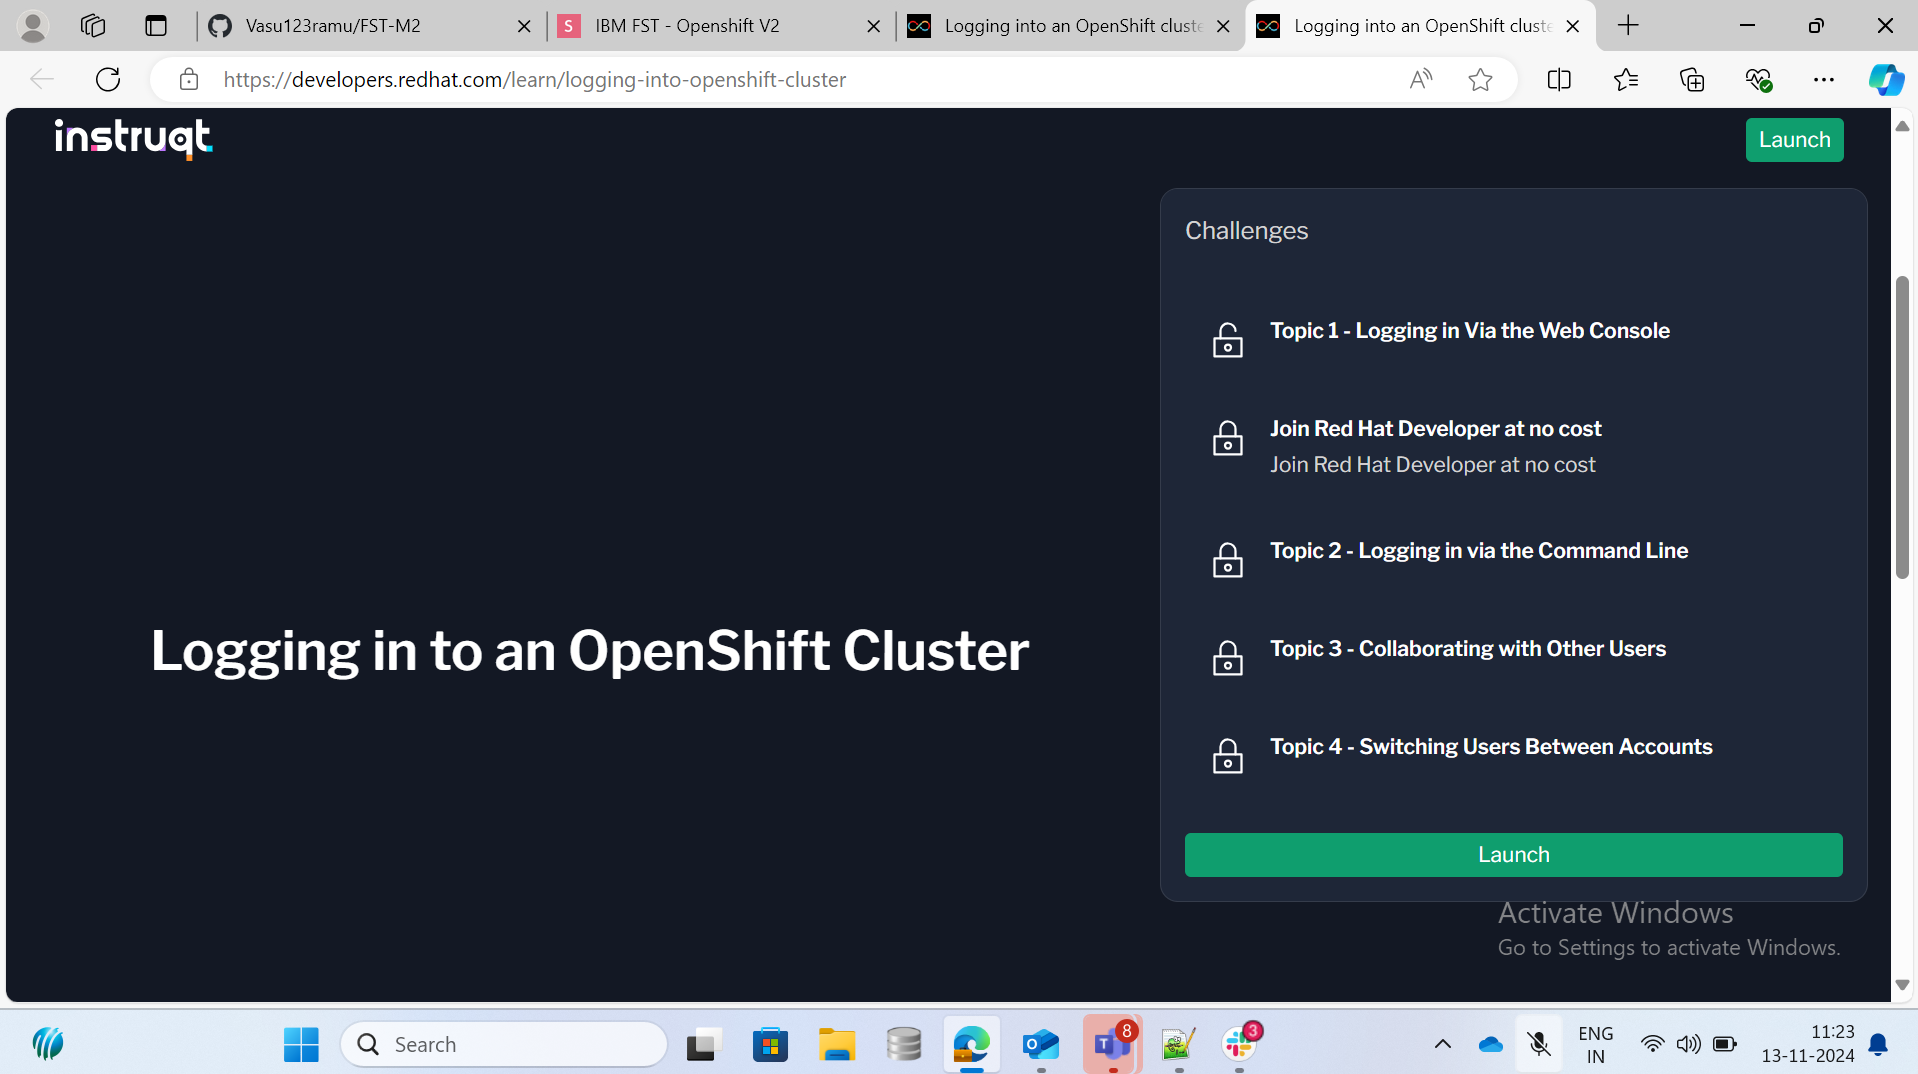 Vasu123ramu/FST-M2
S
IBM FST - Openshift V2
Logging into an OpenShift cluste
Logging into an OpenShift cluste
https://developers.redhat.com/learn/logging-into-openshift-cluster
instruqt
Launch
Challenges
Topic 1 - Logging in Via the Web Console
Join Red Hat Developer at no cost
Join Red Hat Developer at no cost
Topic 2 - Logging in via the Command Line
Logging in to an OpenShift Cluster
Topic 3 - Collaborating with Other Users
Topic 4 - Switching Users Between Accounts
Launch
Activate Windows
Go to Settings to activate Windows.
Search
8
3
ENG
IN
11:23
13-11-2024